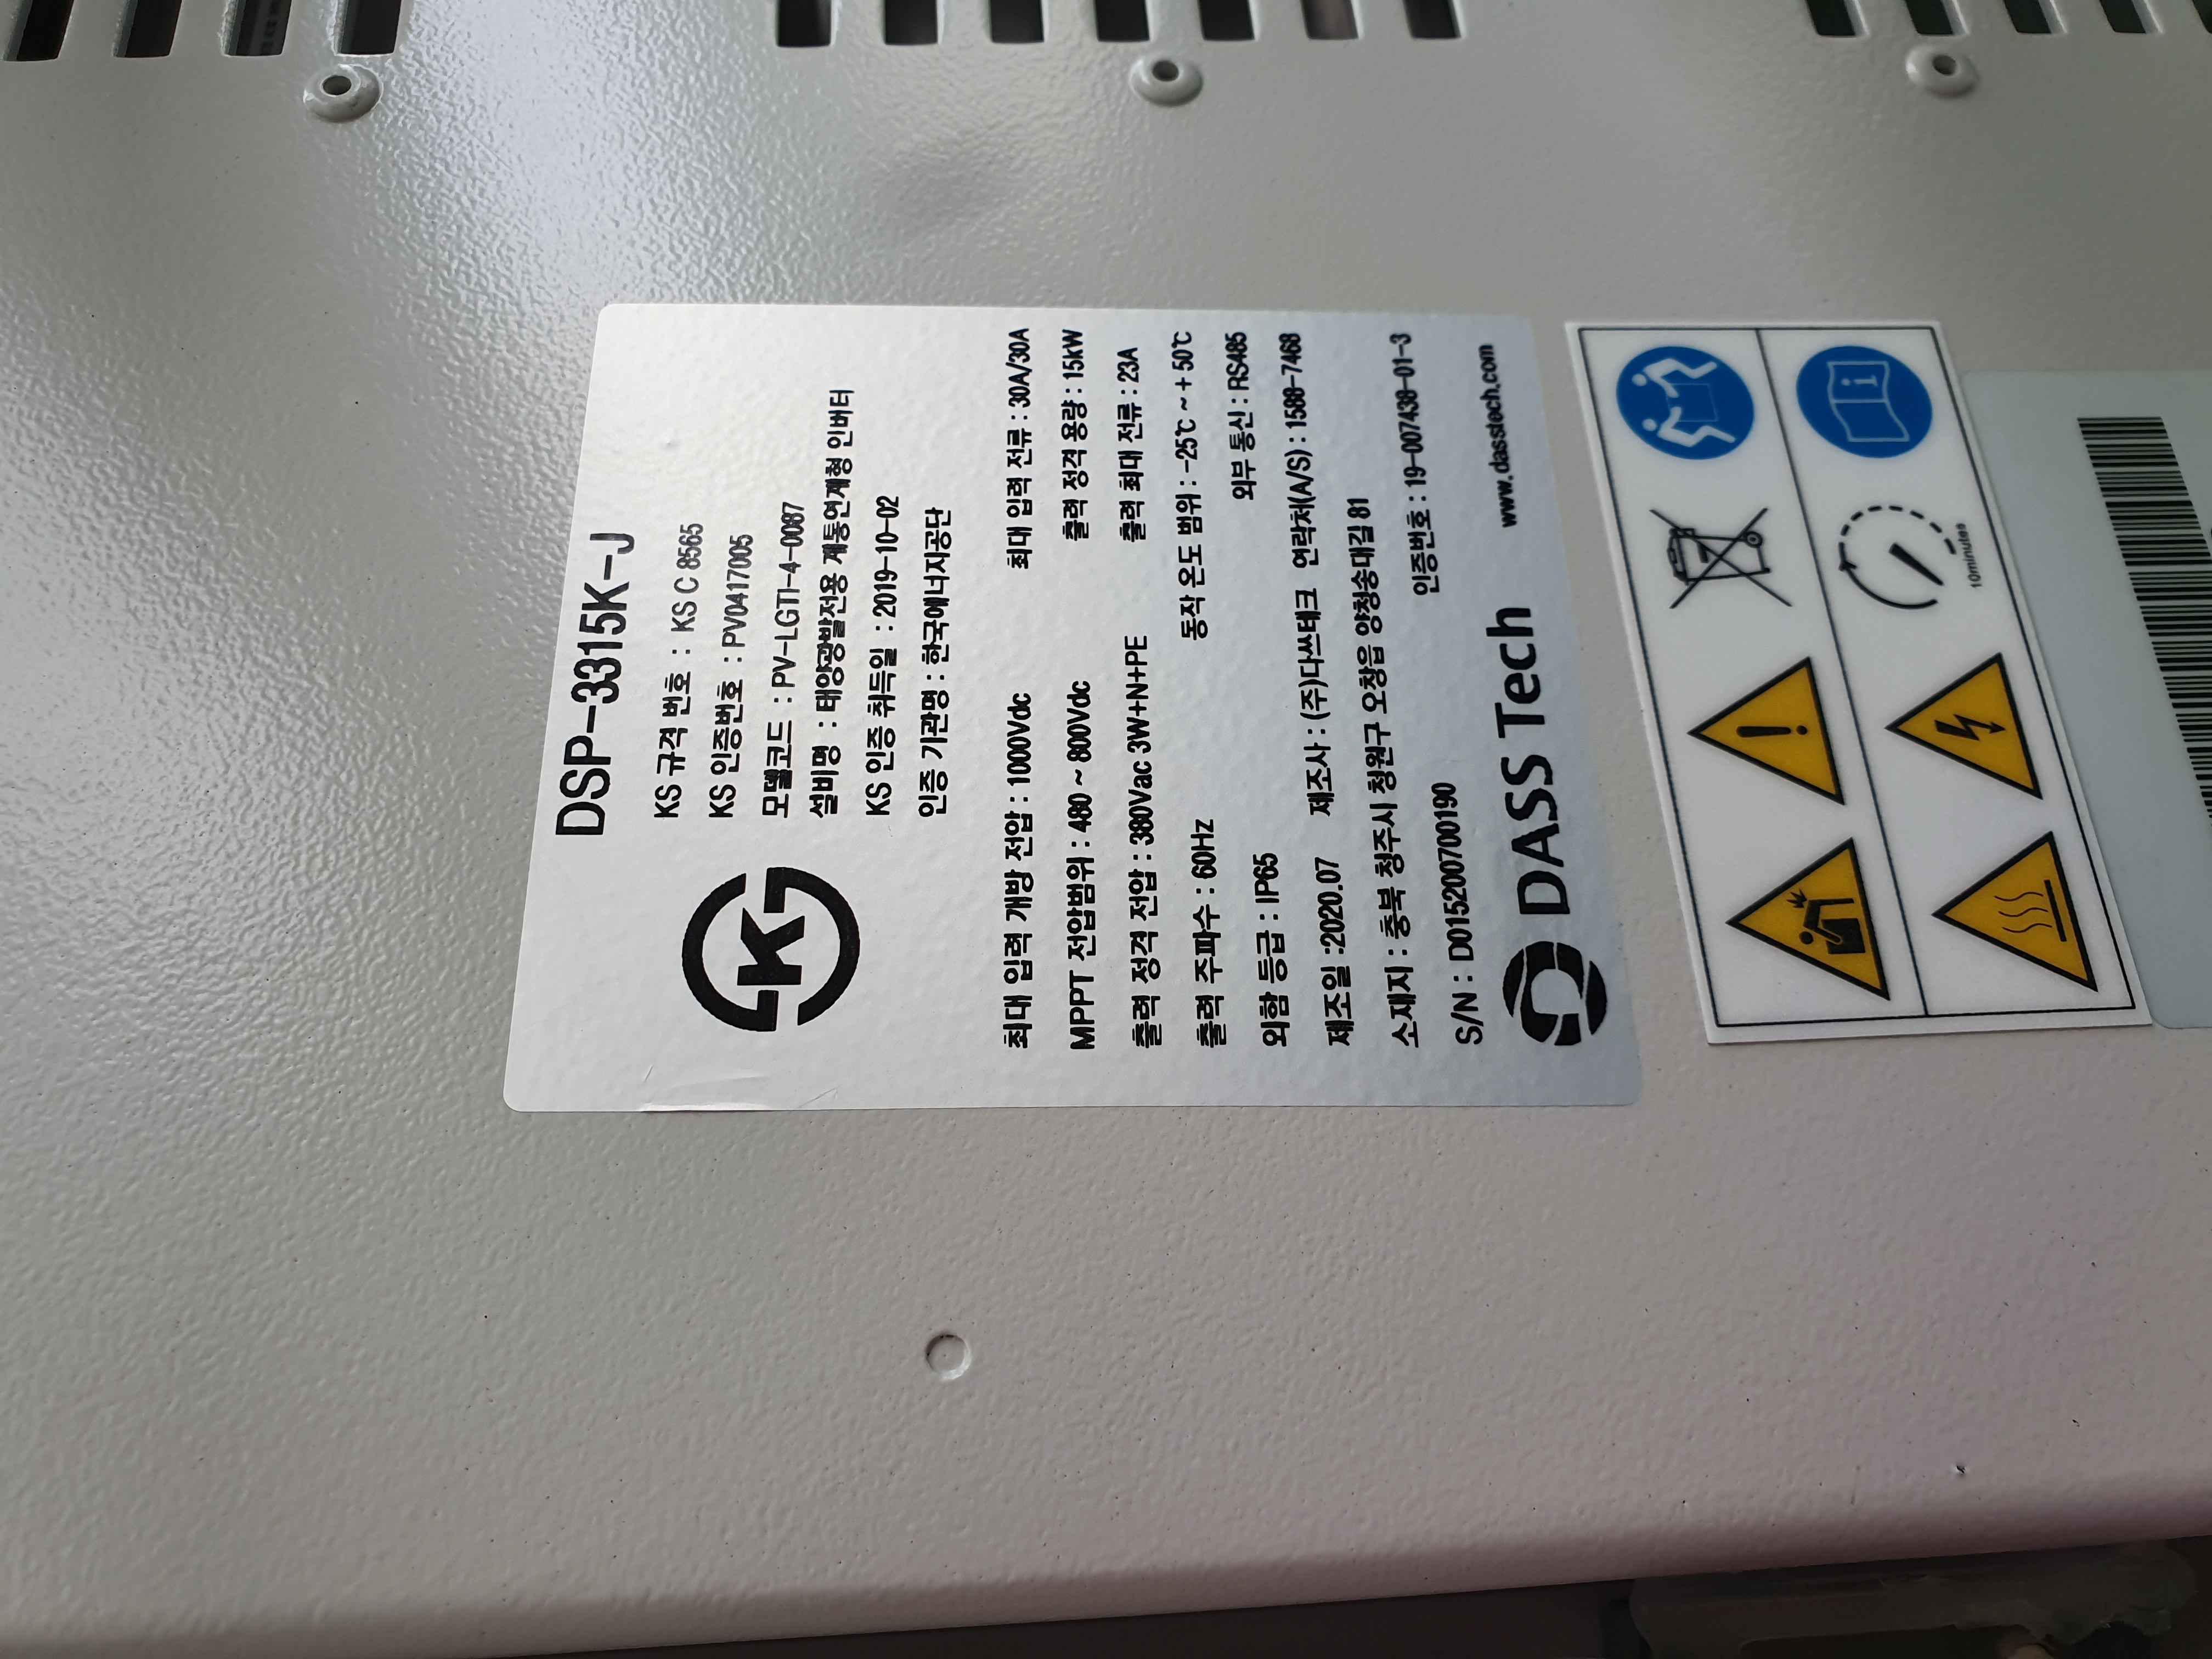 DSP-3315K-J
KS 규격 번호 : KS C 8565
KS 인증번호 : PV0417005
모델코드 : PV-LGTI-4-0087
설비명 : 태양광발전용 계통연계형 인버터
KS 인증 취득일 : 2019-10-02
인증 기관명 : 한국에너지공단
최대 입력 개방 전압 : 1000Vdc 최대 입력 전류 : 30A/30A
MPPT 전압범위 : 480 ~ 800Vdc 출력 정격 용량 : 15kW
출력 정격 전압 : 380Vac 3W+N+PE 출력 최대 전류 : 23A
출력 주파수 : 60Hz 동작 온도 범위 : -25℃ ~ + 50℃
외함 등급 : IP65 외부 통신 : RS485
제조일 :2020.07 제조사 : (주)다쓰테크 연락처(A/S) : 1588-7468
소재지 : 충북 청주시 청원구 오창읍 양청송대길 81
S/N : D01520070019​0 인증번호 : 19-007438-01-3
DASS Tech www.dasstech.com
10minutes